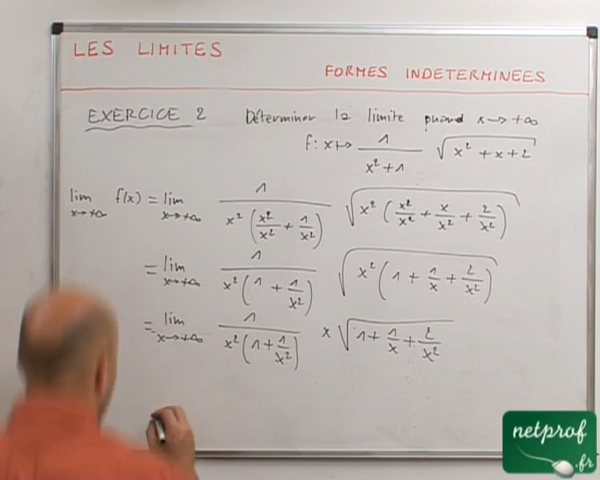 LES LIMITES
FORMES INDETERMINEES
EXERCICE 2 Déterminer la limite quand x → +∞
f: x ↦ 1/(x² + 1) √(x² + x + 2)
lim x→+∞ f(x) = lim x→+∞ 1/(x² (x²/x² + 1/x²)) √(x² (x²/x² + x/x² + 2/x²))
= lim x→+∞ 1/(x² (1 + 1/x²)) √(x² (1 + 1/x + 2/x²))
= lim x→+∞ 1/(x² (1 + 1/x²)) x √(1 + 1/x + 2/x²)
netprof
.fr